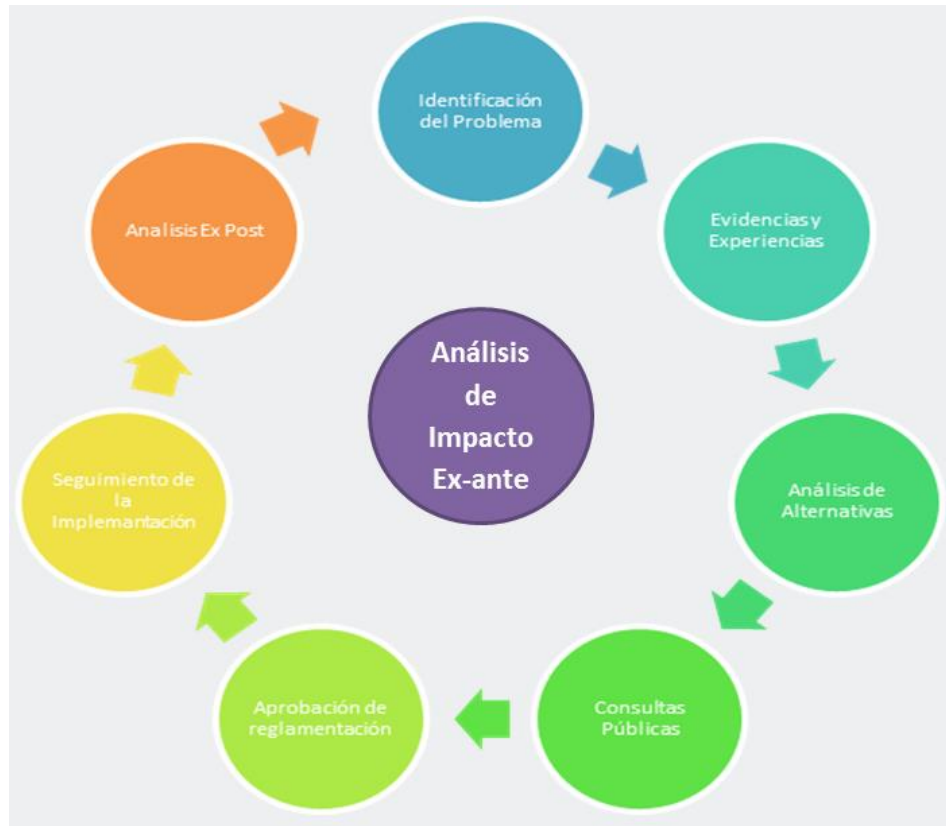 Identificación
del Problema
Evidencias y
Experiencias
Análisis de
Alternativas
Consultas
Públicas
Aprobación de
reglamentación
Seguimiento de
la
Implemantación
Analisis Ex Post
Análisis
de
Impacto
Ex-ante